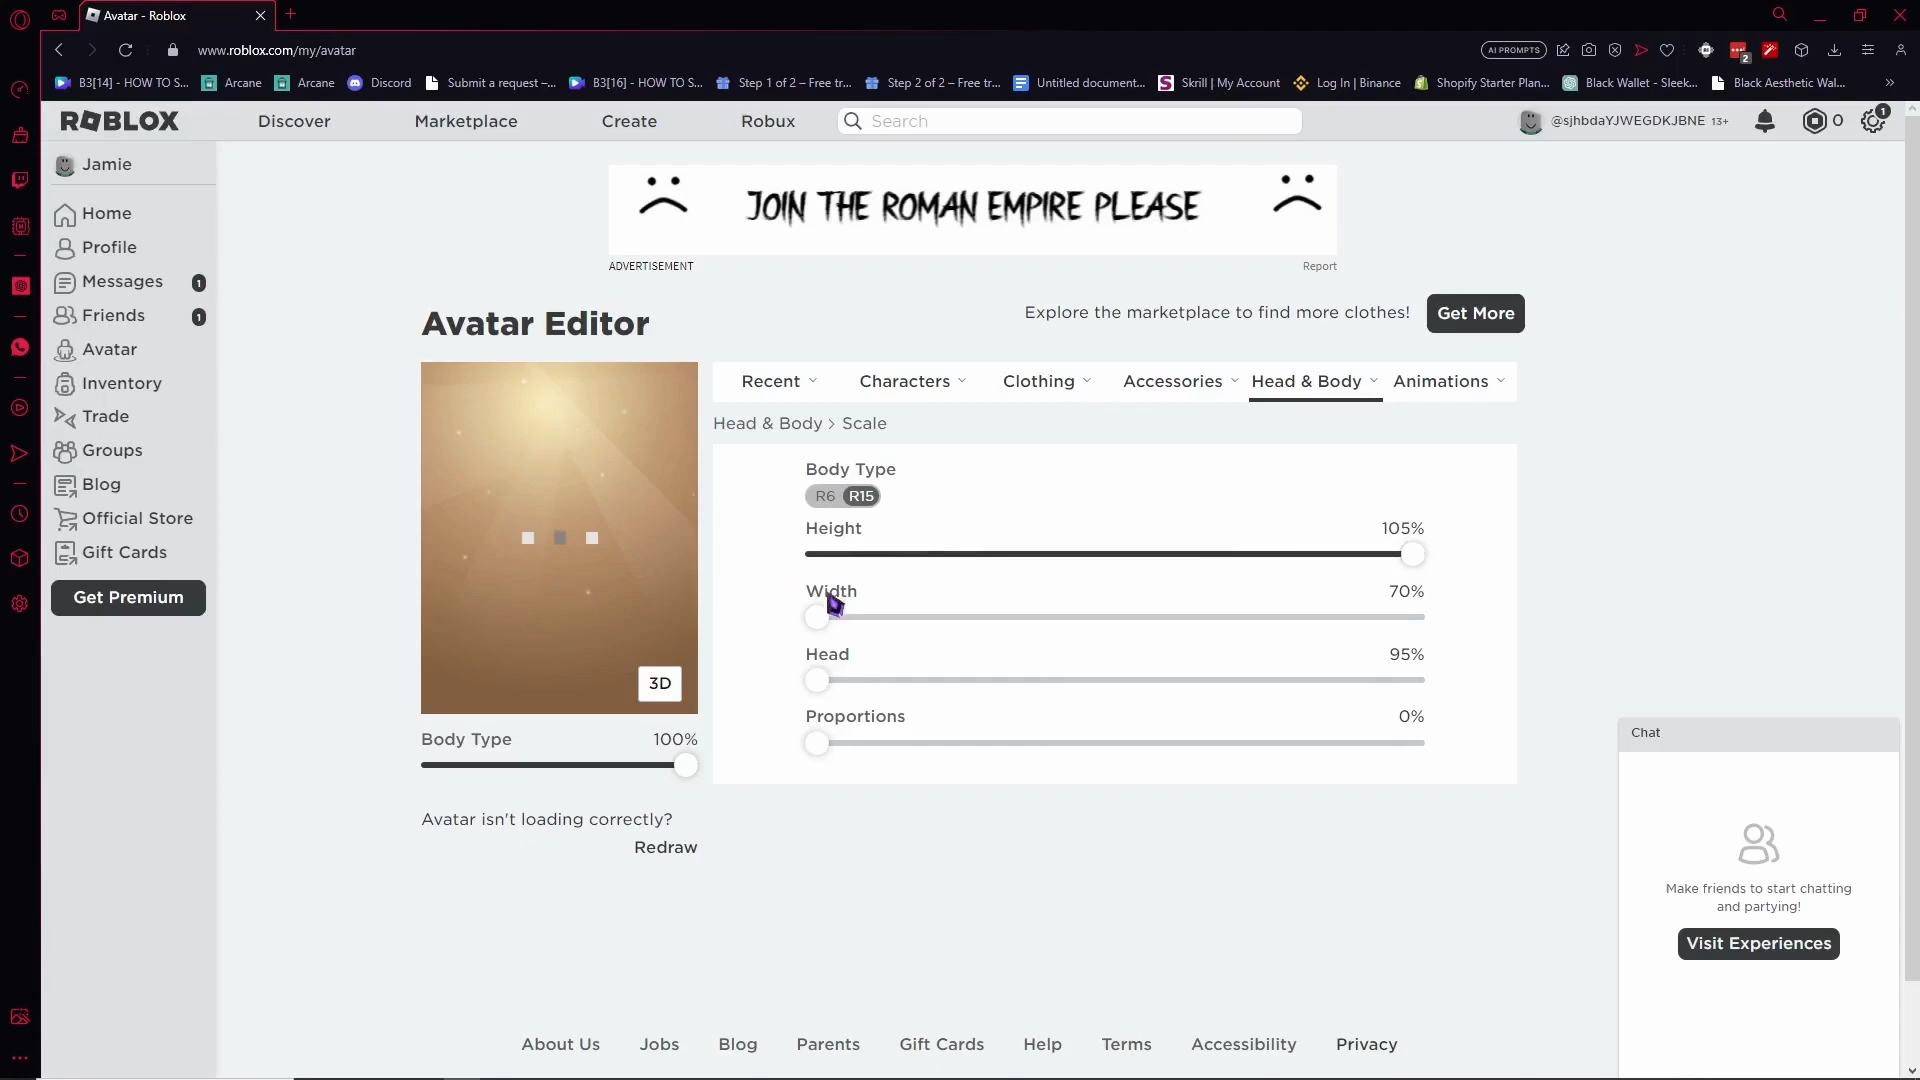 Avatar - Roblox
www.roblox.com/my/avatar
AI PROMPTS
2
B3[14] - HOW TO S...
Arcane
Arcane
Discord
Submit a request –...
B3[16] - HOW TO S...
Step 1 of 2 – Free tr...
Step 2 of 2 – Free tr...
Untitled document...
Skrill | My Account
Log In | Binance
Shopify Starter Plan...
Black Wallet - Sleek...
Black Aesthetic Wal...
»
ROBLOX
Discover
Marketplace
Create
Robux
Search
@sjhbdaYJWEGDKJBNE 13+
0
1
Jamie
Home
Profile
Messages 1
Friends 1
Avatar
Inventory
Trade
Groups
Blog
Official Store
Gift Cards
Get Premium
JOIN THE ROMAN EMPIRE PLEASE
ADVERTISEMENT
Report
Avatar Editor
Explore the marketplace to find more clothes!
Get More
Recent
Characters
Clothing
Accessories
Head & Body
Animations
Head & Body > Scale
Body Type
R6 R15
Height 105%
Width 70%
Head 95%
Proportions 0%
3D
Body Type 100%
Avatar isn't loading correctly?
Redraw
Chat
Make friends to start chatting
and partying!
Visit Experiences
About Us
Jobs
Blog
Parents
Gift Cards
Help
Terms
Accessibility
Privacy